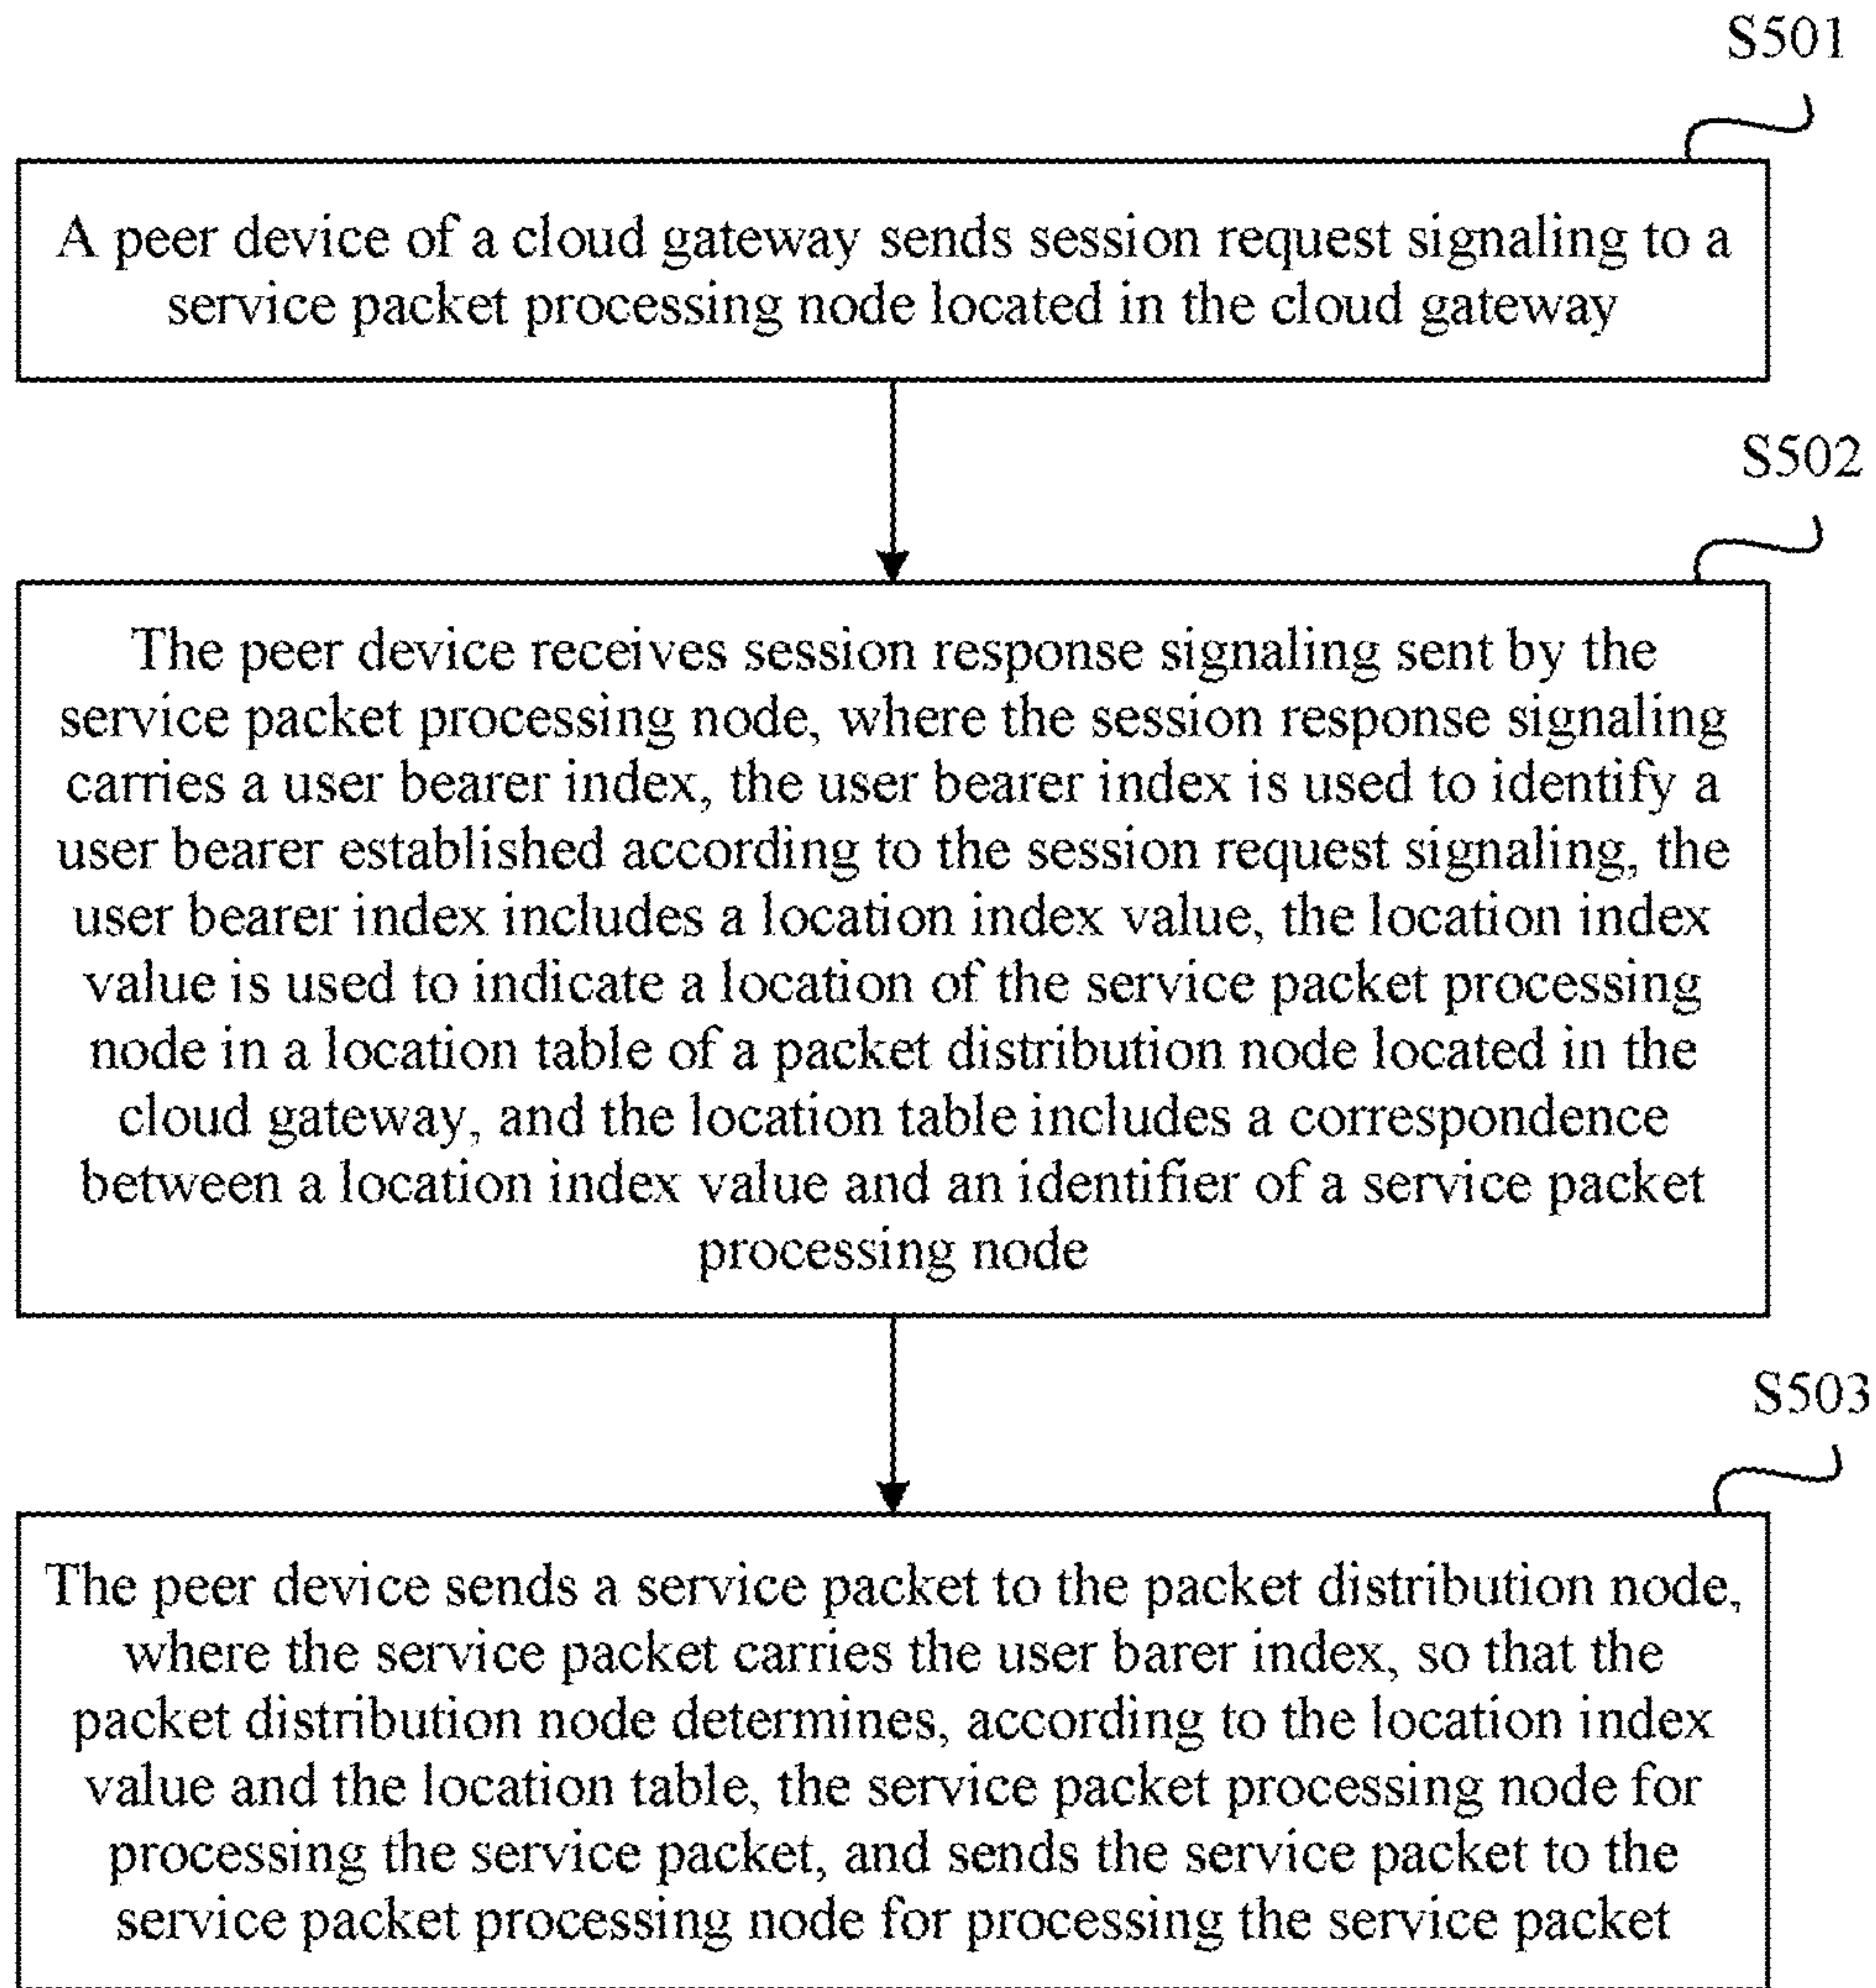 S501
A peer device of a cloud gateway sends session request signaling to a
service packet processing node located in the cloud gateway
S502
The peer device receives session response signaling sent by the
service packet processing node, where the session response signaling
carries a user bearer index, the user bearer index is used to identify a
user bearer established according to the session request signaling, the
user bearer index includes a location index value, the location index
value is used to indicate a location of the service packet processing
node in a location table of a packet distribution node located in the
cloud gateway, and the location table includes a correspondence
between a location index value and an identifier of a service packet
processing node
S503
The peer device sends a service packet to the packet distribution node,
where the service packet carries the user barer index, so that the
packet distribution node determines, according to the location index
value and the location table, the service packet processing node for
processing the service packet, and sends the service packet to the
service packet processing node for processing the service packet